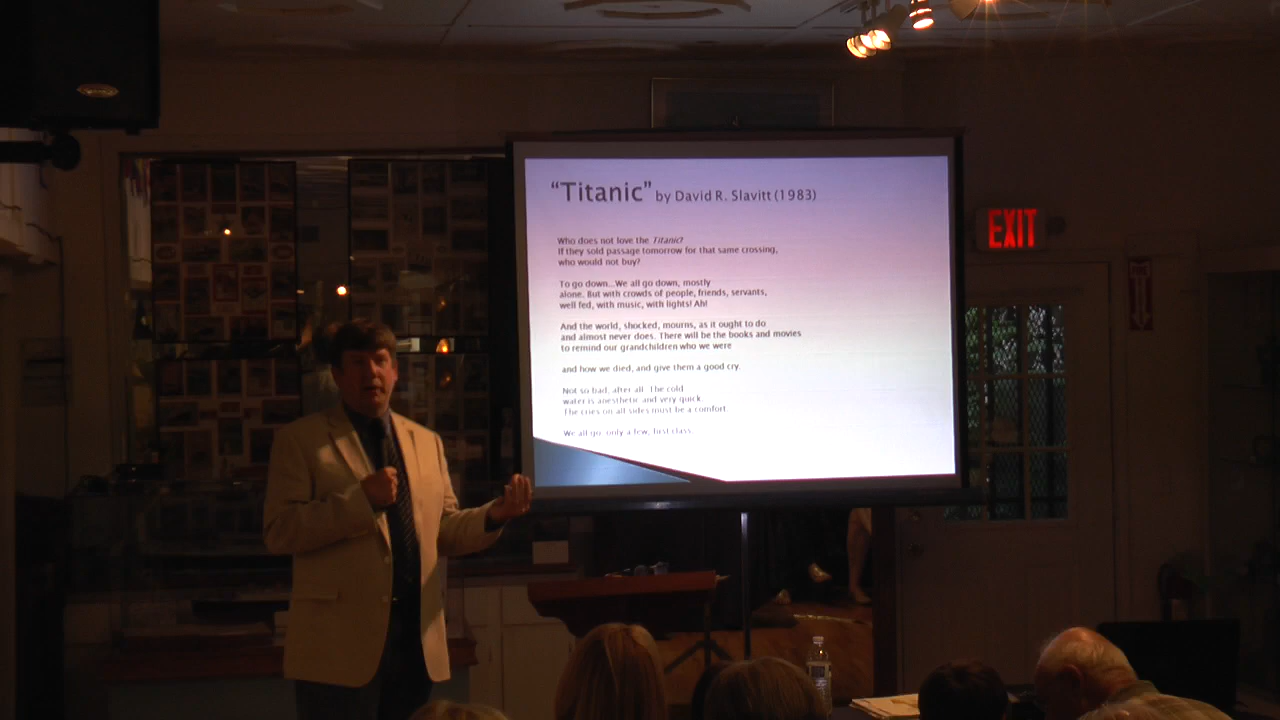 “Titanic” by David R. Slavitt (1983)
Who does not love the Titanic?
If they sold passage tomorrow for that same crossing,
who would not buy?
To go down...We all go down, mostly
alone. But with crowds of people, friends, servants,
well fed, with music, with lights! Ah!
And the world, shocked, mourns, as it ought to do
and almost never does. There will be the books and movies
to remind our grandchildren who we were
and how we died, and give them a good cry.
Not so bad, after all. The cold
water is anesthetic and very quick.
The cries on all sides must be a comfort.
We all go: only a few, first class.
EXIT